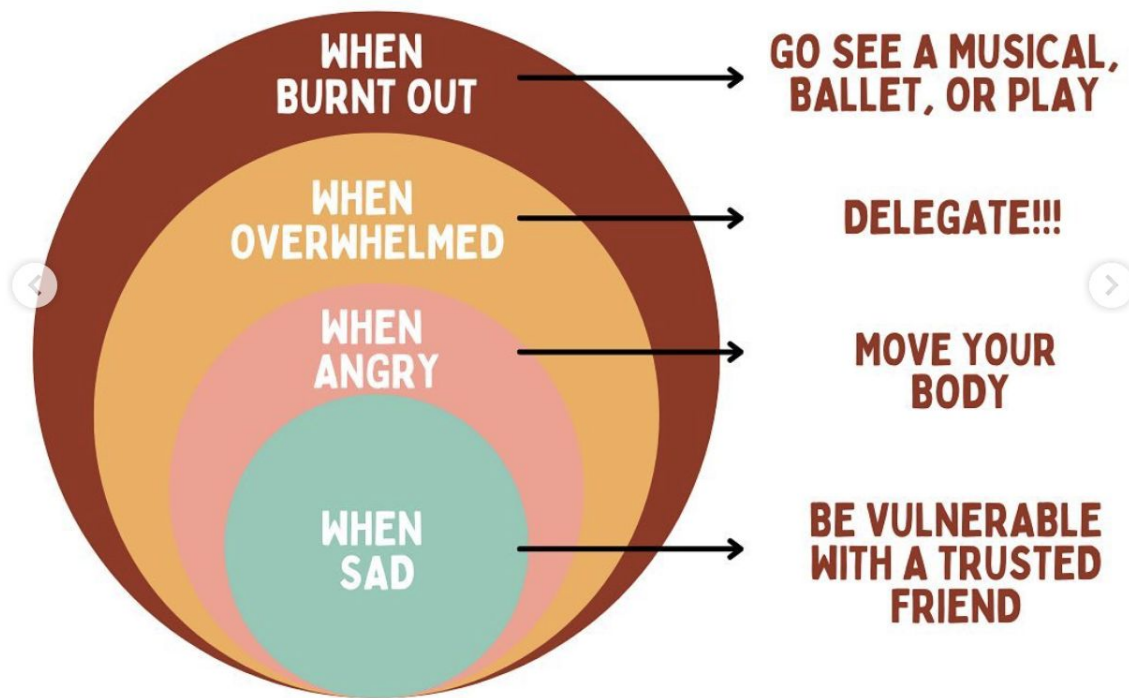 WHEN
BURNT OUT
GO SEE A MUSICAL,
BALLET, OR PLAY
WHEN
OVERWHELMED
DELEGATE!!!
WHEN
ANGRY
MOVE YOUR
BODY
WHEN
SAD
BE VULNERABLE
WITH A TRUSTED
FRIEND